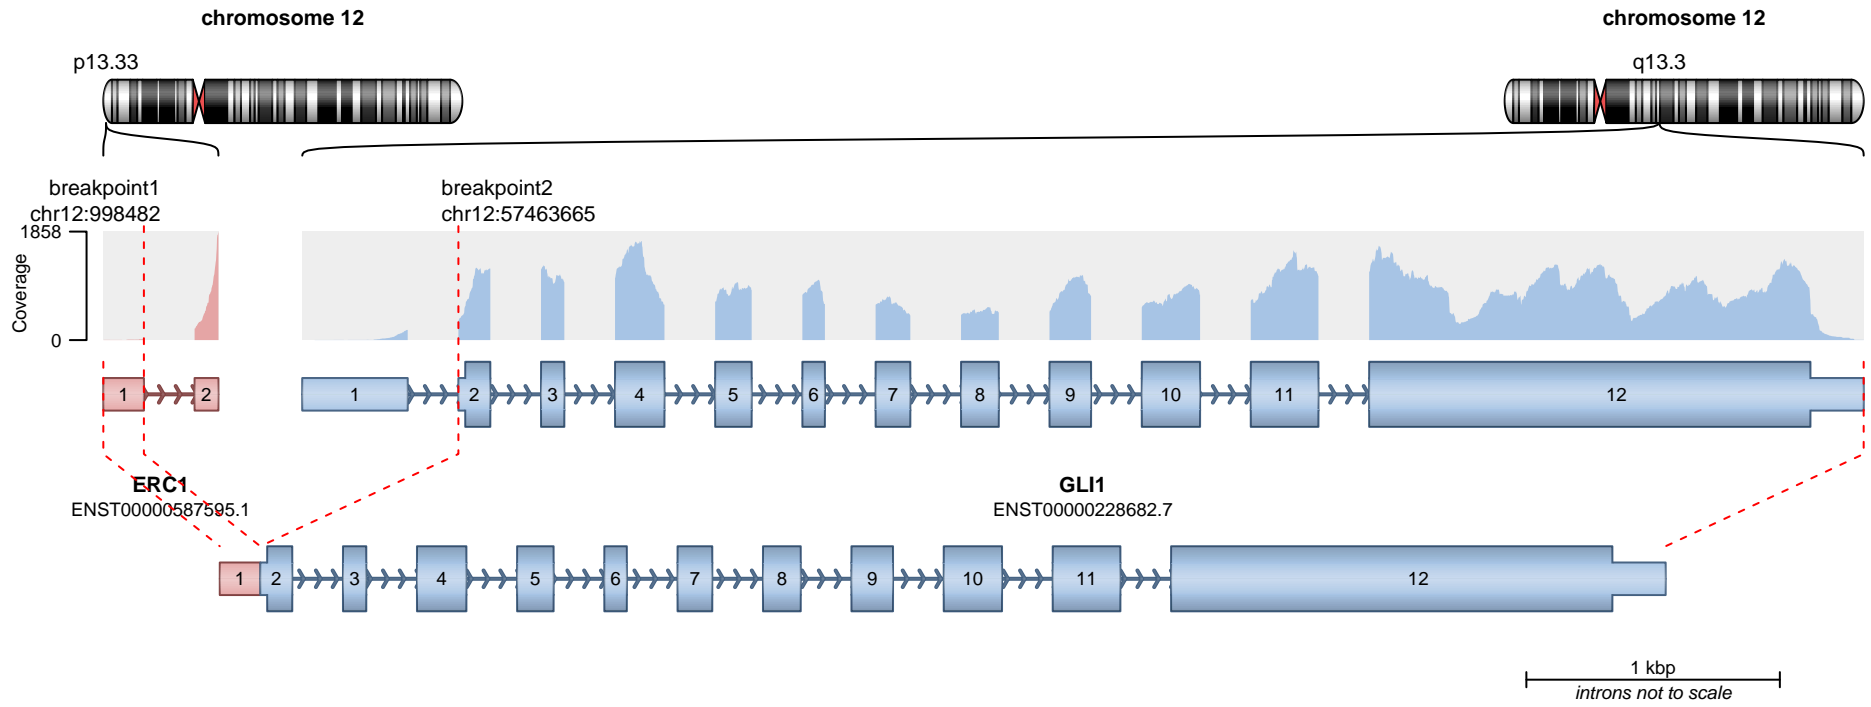 chromosome 12
chromosome 12
p13.33
q13.3
breakpoint1
chr12:998482
breakpoint2
chr12:57463665
1858
Coverage
0
1 2 1 2 3 4 5 6 7 8 9 10 11 12
ERC1
ENST00000587595.1
GLI1
ENST00000228682.7
1 2 3 4 5 6 7 8 9 10 11 12
1 kbp
introns not to scale